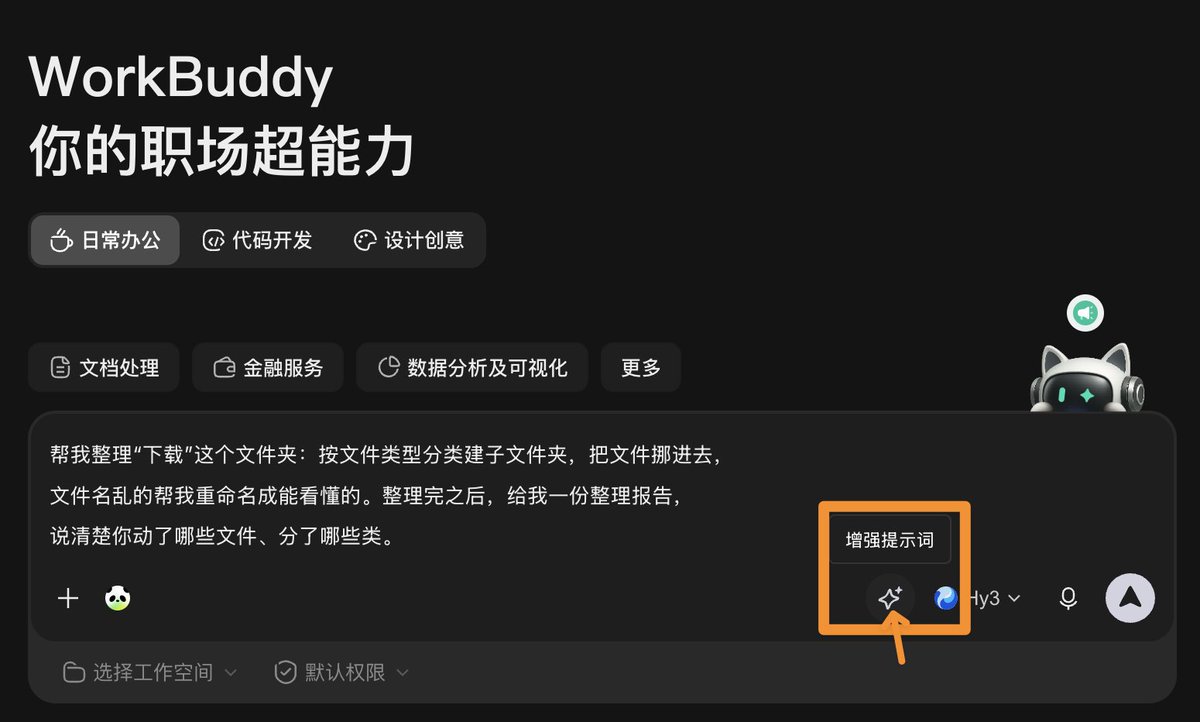 WorkBuddy
你的职场超能力
日常办公 代码开发 设计创意
文档处理 金融服务 数据分析及可视化 更多
帮我整理“下载”这个文件夹：按文件类型分类建子文件夹，把文件挪进去，
文件名乱的帮我重命名成能看懂的。整理完之后，给我一份整理报告，
说清楚你动了哪些文件、分了哪些类。
增强提示词
Hy3
选择工作空间 默认权限